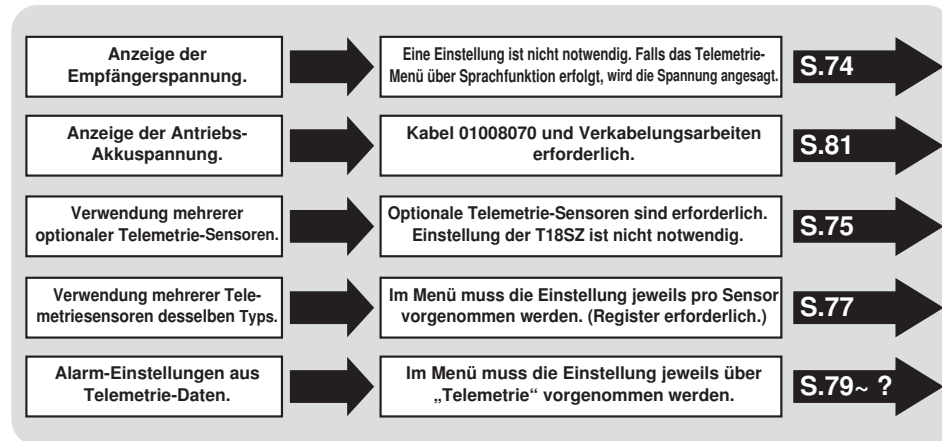 Anzeige der
Empfängerspannung.
Eine Einstellung ist nicht notwendig. Falls das Telemetrie-
Menü über Sprachfunktion erfolgt, wird die Spannung angesagt.
S.74
Anzeige der Antriebs-
Akkuspannung.
Kabel 01008070 und Verkabelungsarbeiten
erforderlich.
S.81
Verwendung mehrerer
optionaler Telemetrie-Sensoren.
Optionale Telemetrie-Sensoren sind erforderlich.
Einstellung der T18SZ ist nicht notwendig.
S.75
Verwendung mehrerer Tele-
metriesensoren desselben Typs.
Im Menü muss die Einstellung jeweils pro Sensor
vorgenommen werden. (Register erforderlich.)
S.77
Alarm-Einstellungen aus
Telemetrie-Daten.
Im Menü muss die Einstellung jeweils über
„Telemetrie“ vorgenommen werden.
S.79~ ?